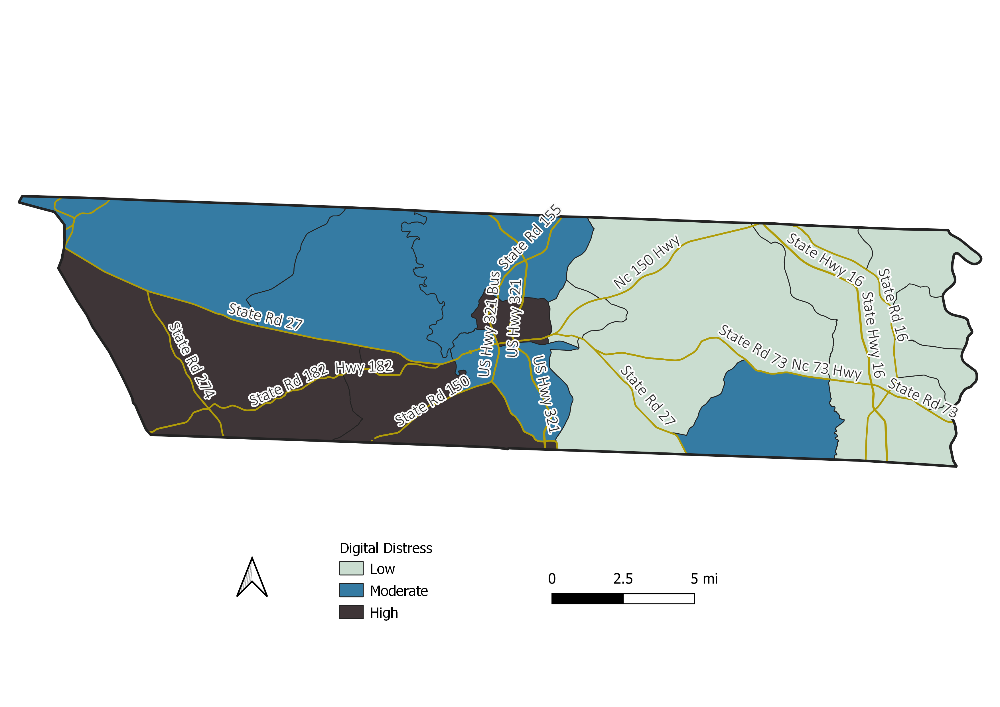 State Rd 155
Nc 150 Hwy
State Hwy 16
State Rd 16
US Hwy 321 Bus
US Hwy 321
State Hwy 16
State Rd 27
State Rd 274
State Rd 73 Nc 73 Hwy
State Rd 182 Hwy 182
US Hwy 321
State Rd 150
State Rd 27
State Rd 73
Digital Distress
Low
Moderate
High
0 2.5 5 mi